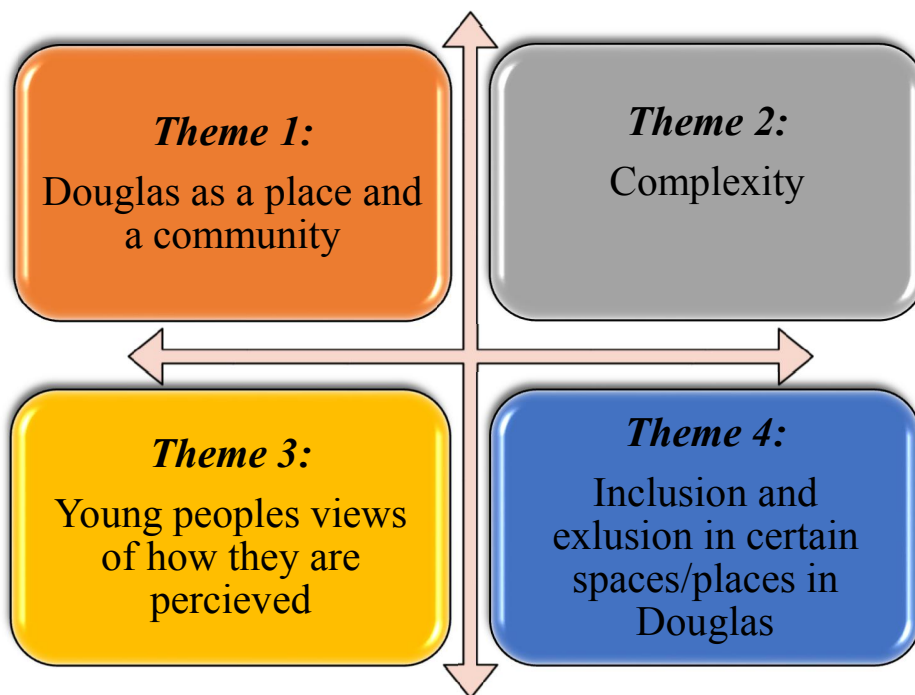 Theme 1:
Douglas as a place and
a community
Theme 2:
Complexity
Theme 3:
Young peoples views
of how they are
percieved
Theme 4:
Inclusion and
exlusion in certain
spaces/places in
Douglas